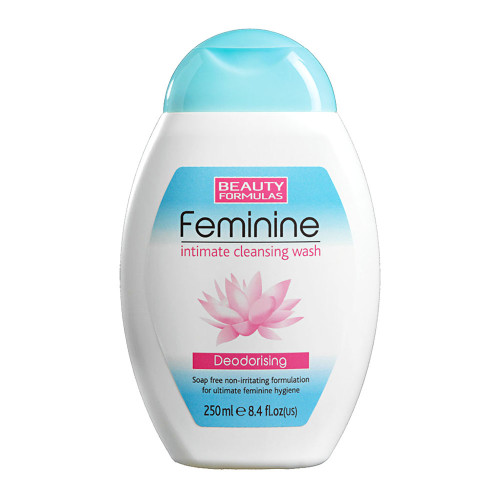 BEAUTY
FORMULAS
Feminine
intimate cleansing wash
Deodorising
Soap free non-irritating formulation
for ultimate feminine hygiene
250ml e 8.4 fl.oz(us)